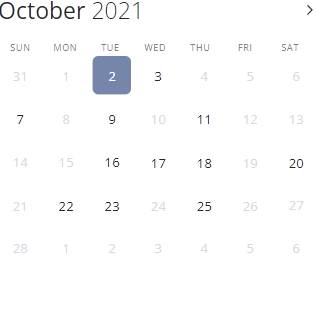 October 2021
SUN MON TUE WED THU FRI SAT
31 1 2 3 4 5 6
7 8 9 10 11 12 13
14 15 16 17 18 19 20
21 22 23 24 25 26 27
28 1 2 3 4 5 6